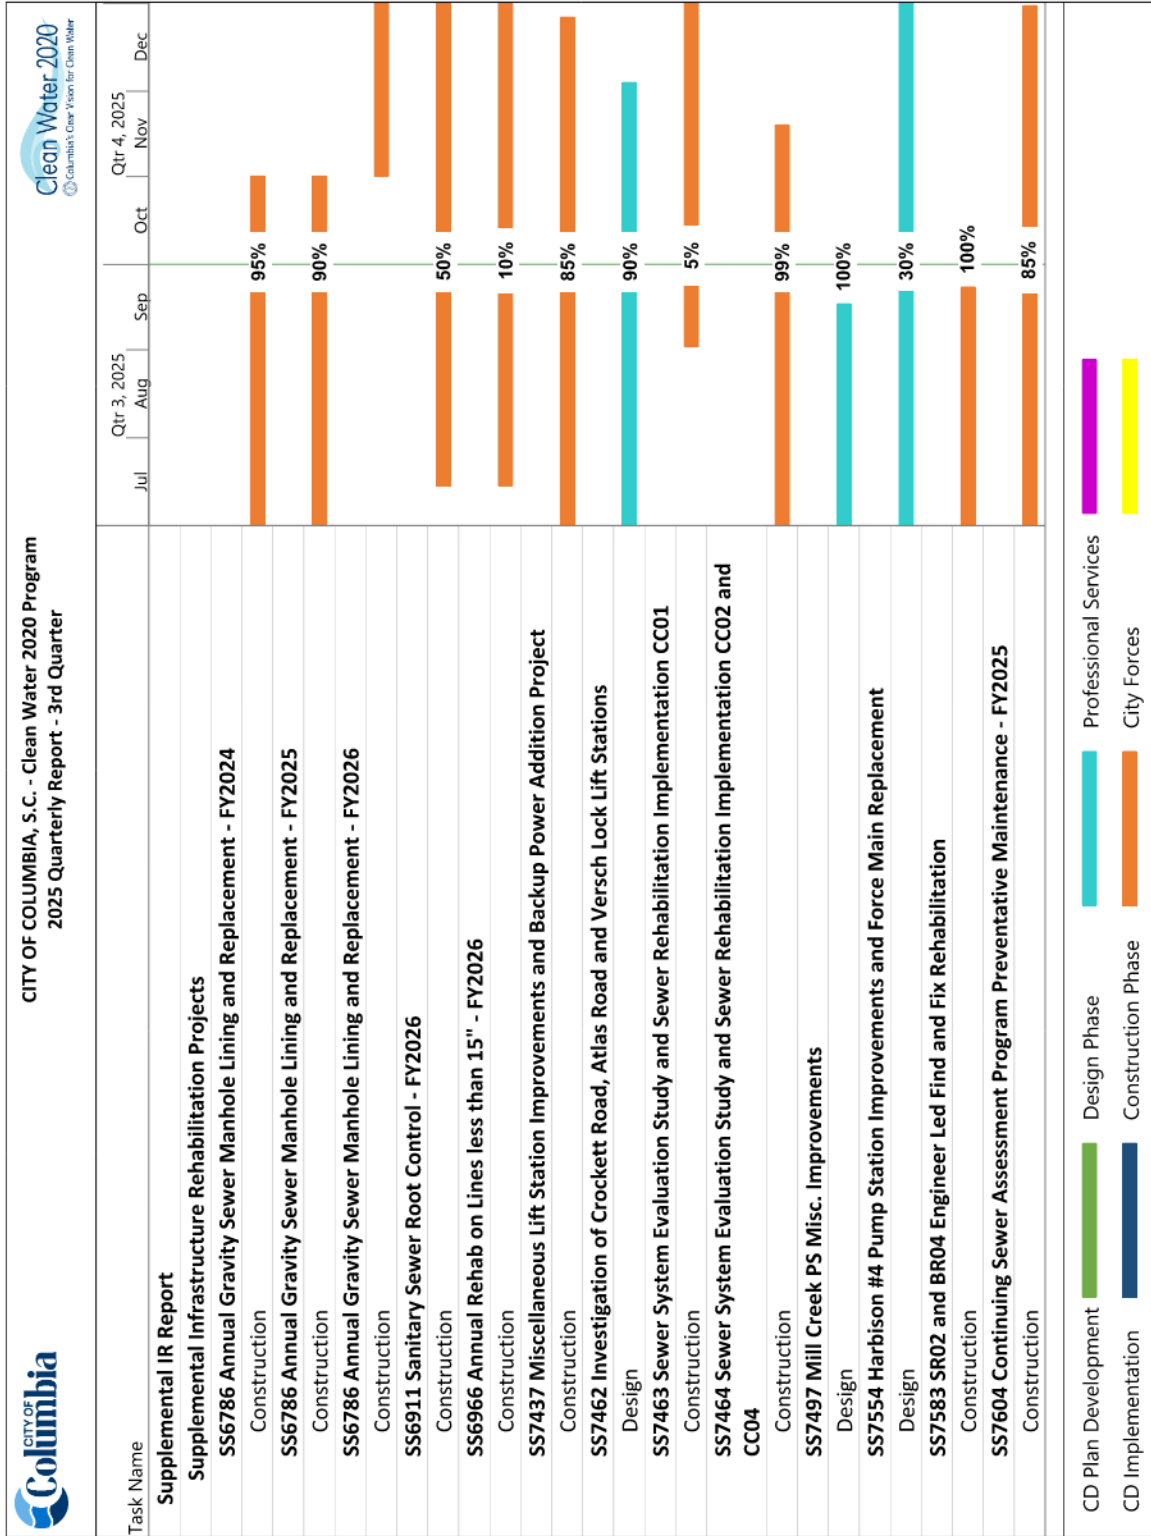 CITY OF
Columbia
CITY OF COLUMBIA, S.C. - Clean Water 2020 Program
2025 Quarterly Report - 3rd Quarter
Clean Water 2020
Columbia's Clear Vision for Clean Water
Task Name
Qtr 3, 2025
Qtr 4, 2025
Jul
Aug
Sep
Oct
Nov
Dec
Supplemental IR Report
Supplemental Infrastructure Rehabilitation Projects
SS6786 Annual Gravity Sewer Manhole Lining and Replacement - FY2024
Construction 95%
SS6786 Annual Gravity Sewer Manhole Lining and Replacement - FY2025
Construction 90%
SS6786 Annual Gravity Sewer Manhole Lining and Replacement - FY2026
Construction
SS6911 Sanitary Sewer Root Control - FY2026
Construction 50%
SS6966 Annual Rehab on Lines less than 15" - FY2026
Construction 10%
SS7437 Miscellaneous Lift Station Improvements and Backup Power Addition Project
Construction 85%
SS7462 Investigation of Crockett Road, Atlas Road and Versch Lock Lift Stations
Design 90%
SS7463 Sewer System Evaluation Study and Sewer Rehabilitation Implementation CC01
Construction 5%
SS7464 Sewer System Evaluation Study and Sewer Rehabilitation Implementation CC02 and
CC04
Construction 99%
SS7497 Mill Creek PS Misc. Improvements
Design 100%
SS7554 Harbison #4 Pump Station Improvements and Force Main Replacement
Design 30%
SS7583 SR02 and BR04 Engineer Led Find and Fix Rehabilitation
Construction 100%
SS7604 Continuing Sewer Assessment Program Preventative Maintenance - FY2025
Construction 85%
CD Plan Development
Design Phase
Professional Services
CD Implementation
Construction Phase
City Forces